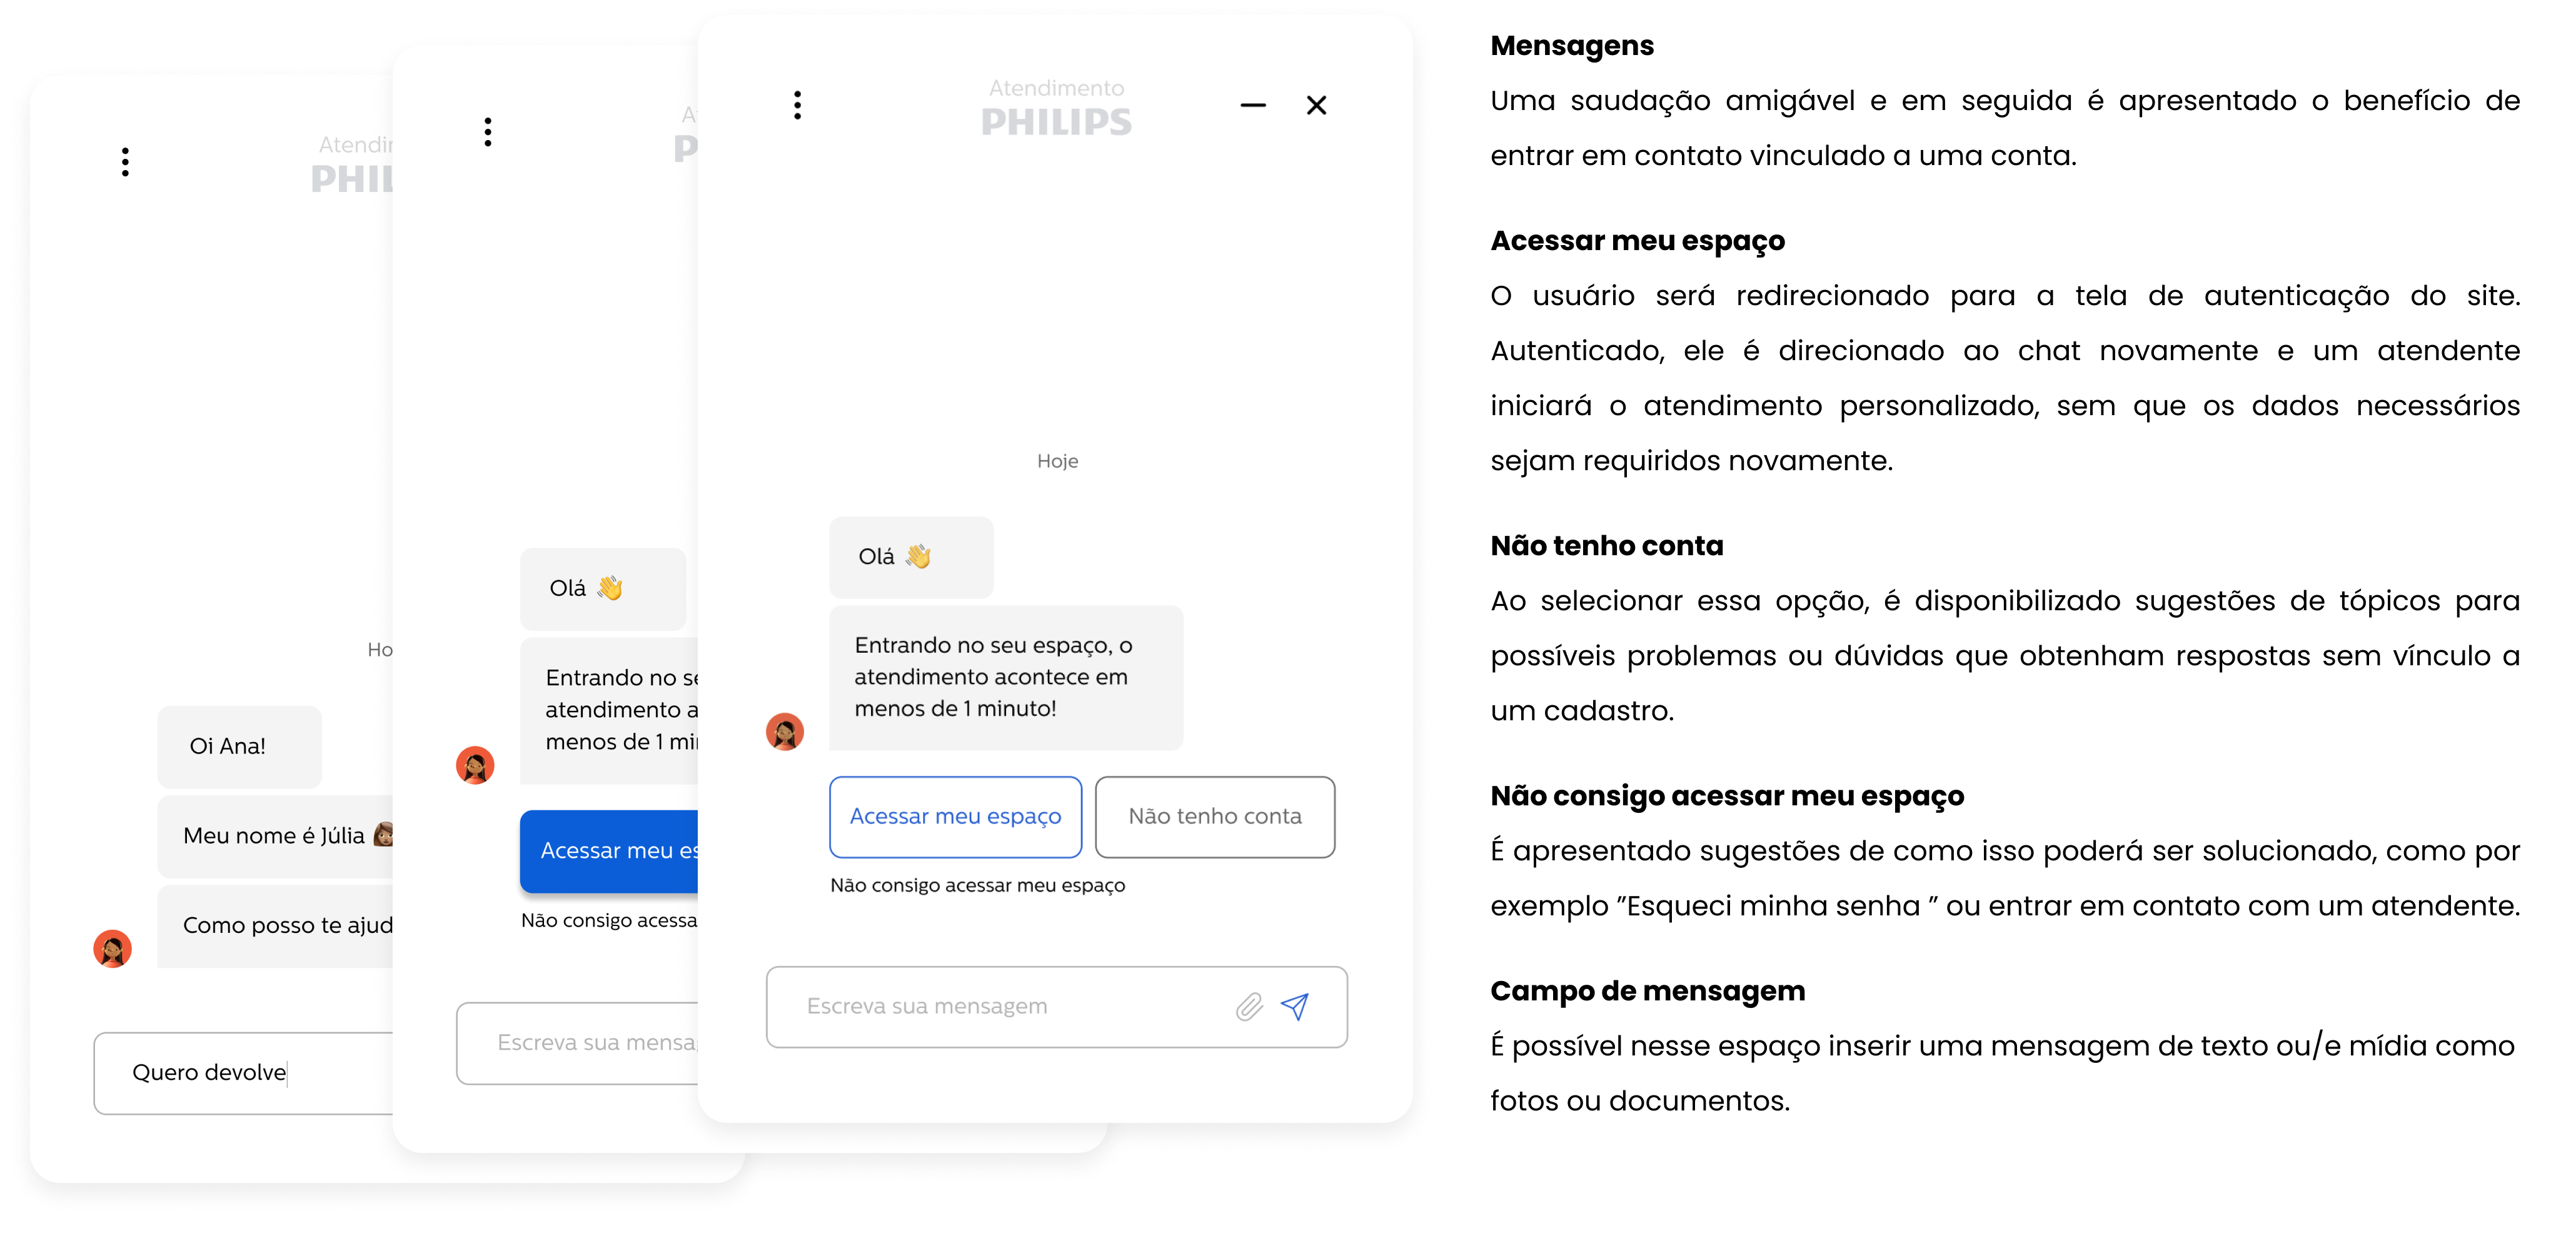 Atendir
PHIL
Ho
Oi Ana!
Meu nome é Júlia
Como posso te ajud
Quero devolve
A
P
Olá 👋
Entrando no se
atendimento a
menos de 1 mi
Acessar meu es
Não consigo acessa
Escreva sua mensa
Atendimento
PHILIPS
Hoje
Olá 👋
Entrando no seu espaço, o
atendimento acontece em
menos de 1 minuto!
Acessar meu espaço
Não tenho conta
Não consigo acessar meu espaço
Escreva sua mensagem
Mensagens
Uma saudação amigável e em seguida é apresentado o benefício de
entrar em contato vinculado a uma conta.
Acessar meu espaço
O usuário será redirecionado para a tela de autenticação do site.
Autenticado, ele é direcionado ao chat novamente e um atendente
iniciará o atendimento personalizado, sem que os dados necessários
sejam requiridos novamente.
Não tenho conta
Ao selecionar essa opção, é disponibilizado sugestões de tópicos para
possíveis problemas ou dúvidas que obtenham respostas sem vínculo a
um cadastro.
Não consigo acessar meu espaço
É apresentado sugestões de como isso poderá ser solucionado, como por
exemplo ”Esqueci minha senha ” ou entrar em contato com um atendente.
Campo de mensagem
É possível nesse espaço inserir uma mensagem de texto ou/e mídia como
fotos ou documentos.